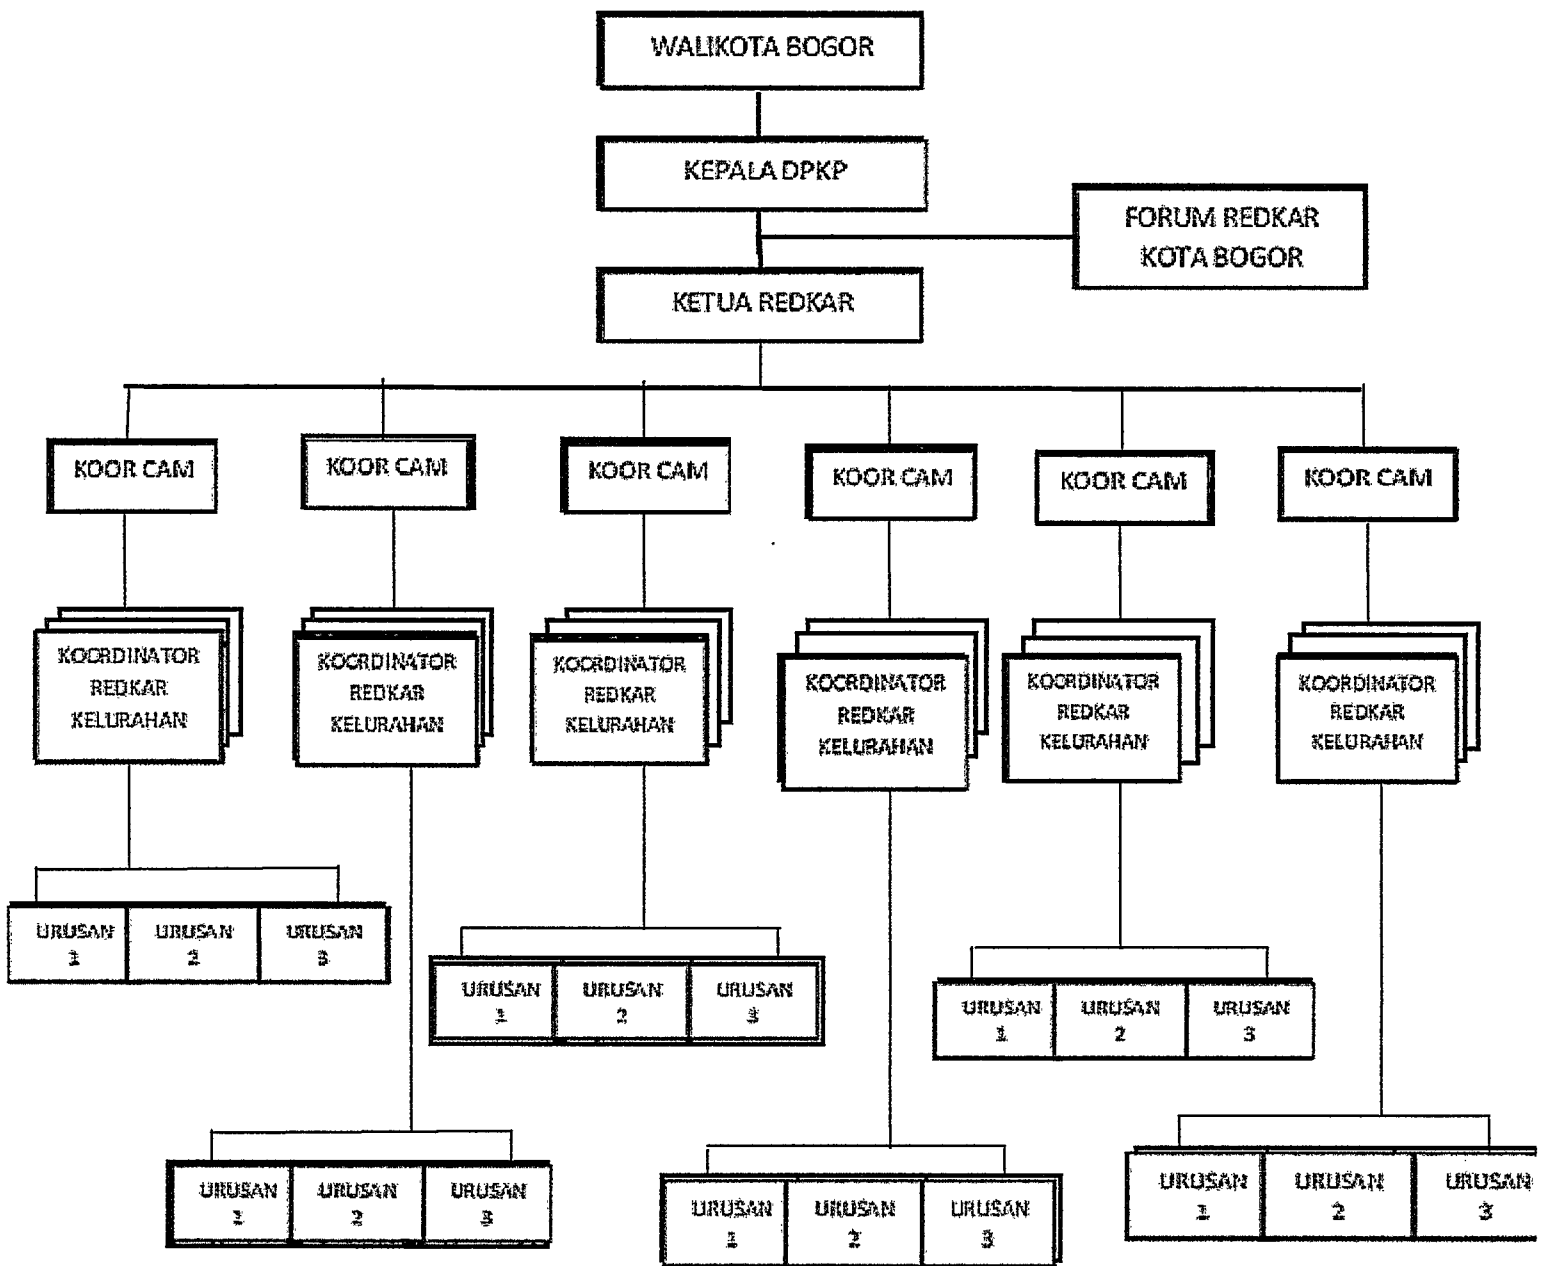 WALIKOTA BOGOR
KEPALA DPKP
FORUM REDKAR
KOTA BOGOR
KETUA REDKAR
KOOR CAM
KOOR CAM
KOOR CAM
KOOR CAM
KOOR CAM
KOOR CAM
KOORDINATOR
REDKAR
KELURAHAN
KOORDINATOR
REDKAR
KELURAHAN
KOORDINATOR
REDKAR
KELURAHAN
KOORDINATOR
REDKAR
KELURAHAN
KOORDINATOR
REDKAR
KELURAHAN
KOORDINATOR
REDKAR
KELURAHAN
URUSAN
1
URUSAN
2
URUSAN
3
URUSAN
1
URUSAN
2
URUSAN
3
URUSAN
1
URUSAN
2
URUSAN
3
URUSAN
1
URUSAN
2
URUSAN
3
URUSAN
1
URUSAN
2
URUSAN
3
URUSAN
1
URUSAN
2
URUSAN
3